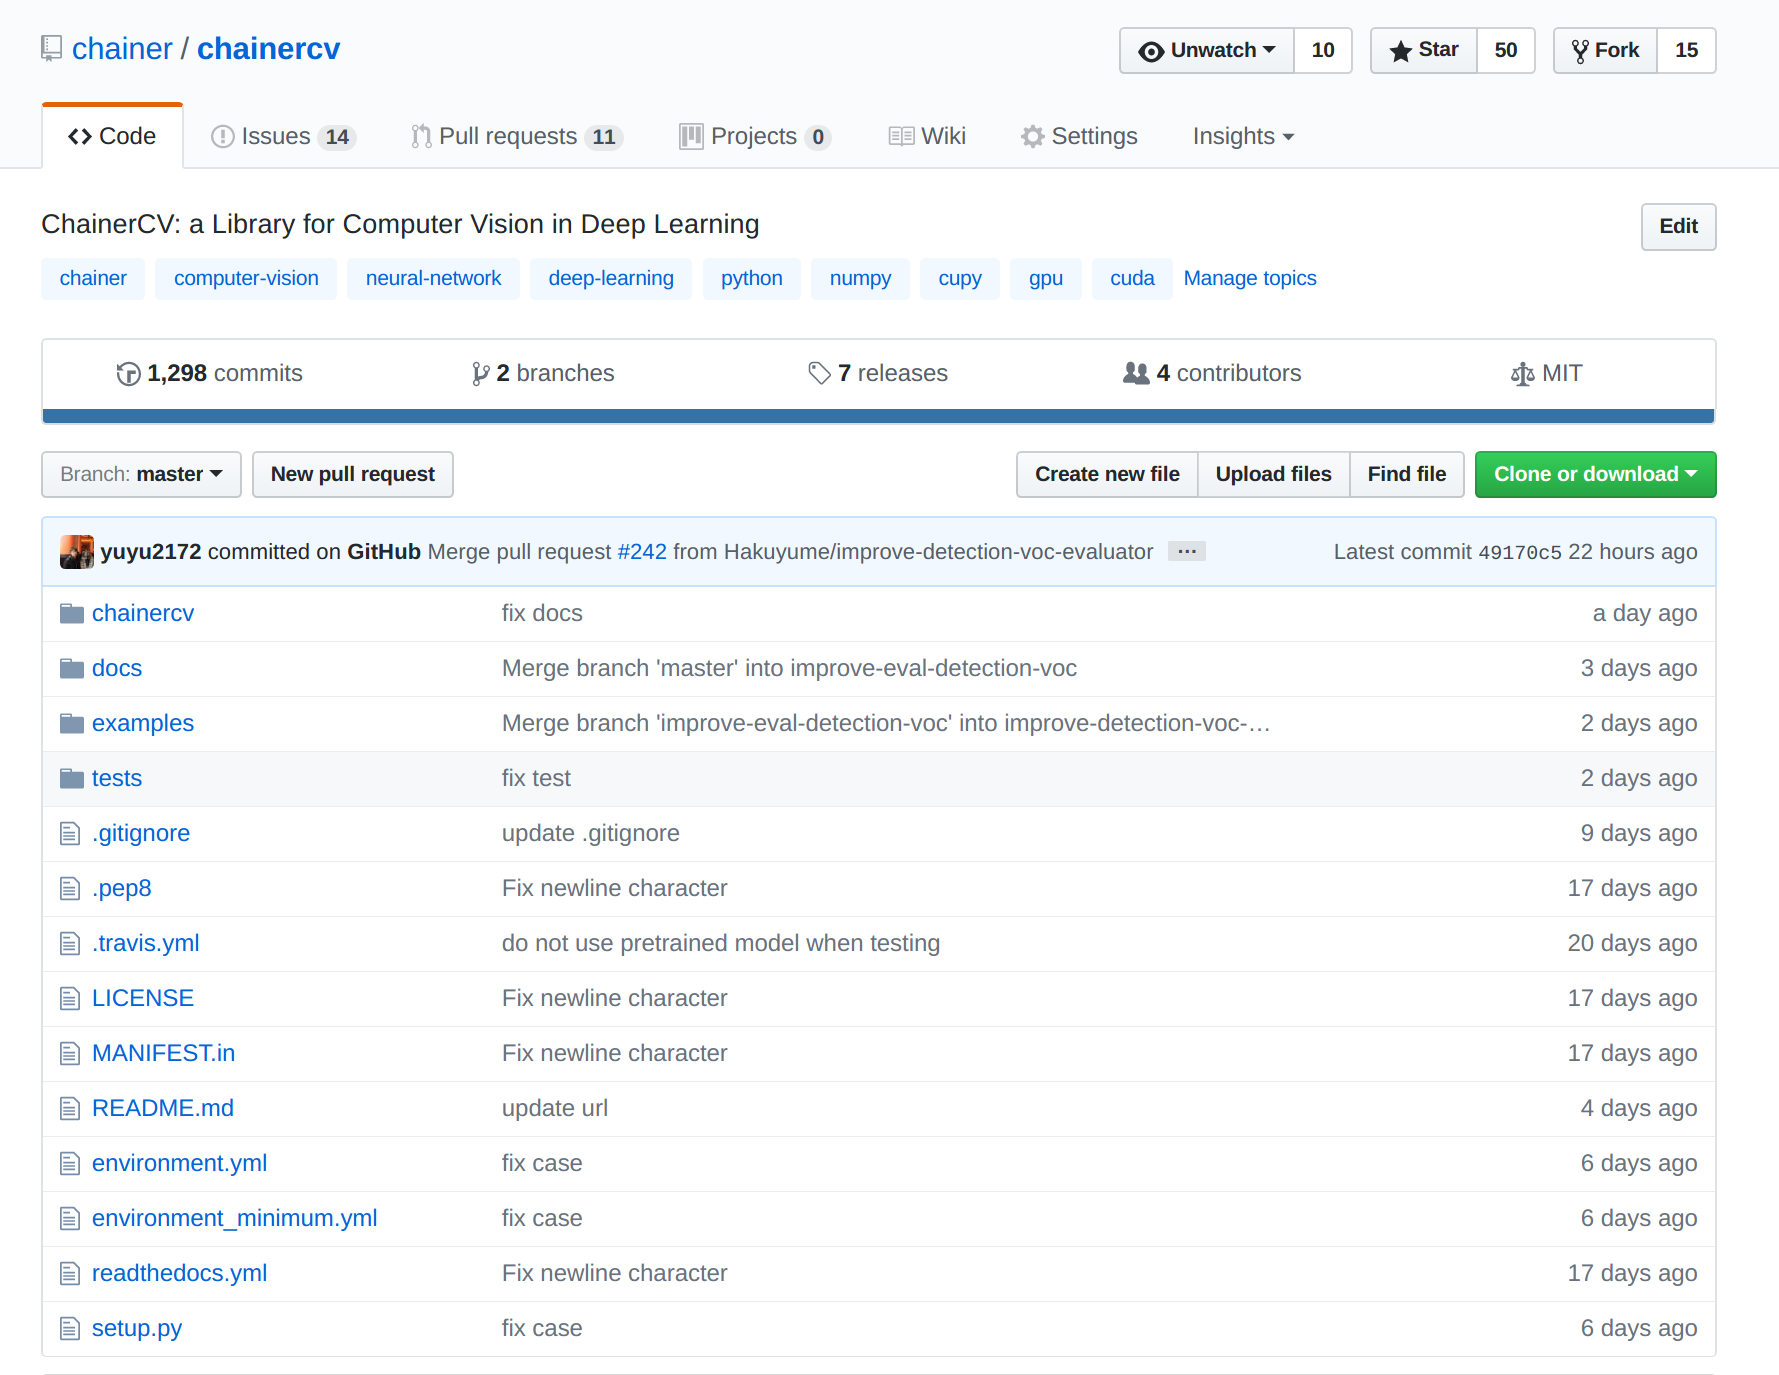 chainer / chainercv Unwatch 10 Star 50 Fork 15
Code Issues 14 Pull requests 11 Projects 0 Wiki Settings Insights
ChainerCV: a Library for Computer Vision in Deep Learning Edit
chainer computer-vision neural-network deep-learning python numpy cupy gpu cuda Manage topics
1,298 commits 2 branches 7 releases 4 contributors MIT
Branch: master New pull request Create new file Upload files Find file Clone or download
yuyu2172 committed on GitHub Merge pull request #242 from Hakuyume/improve-detection-voc-evaluator ... Latest commit 49170c5 22 hours ago
chainercv fix docs a day ago
docs Merge branch 'master' into improve-eval-detection-voc 3 days ago
examples Merge branch 'improve-eval-detection-voc' into improve-detection-voc-… 2 days ago
tests fix test 2 days ago
.gitignore update .gitignore 9 days ago
.pep8 Fix newline character 17 days ago
.travis.yml do not use pretrained model when testing 20 days ago
LICENSE Fix newline character 17 days ago
MANIFEST.in Fix newline character 17 days ago
README.md update url 4 days ago
environment.yml fix case 6 days ago
environment_minimum.yml fix case 6 days ago
readthedocs.yml Fix newline character 17 days ago
setup.py fix case 6 days ago